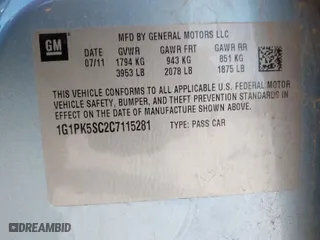 GM
MFD BY GENERAL MOTORS LLC
DATE GVWR GAWR FRT GAWR RR
07/11 1794 KG 943 KG 851 KG
3953 LB 2078 LB 1875 LB
THIS VEHICLE CONFORMS TO ALL APPLICABLE U.S. FEDERAL MOTOR
VEHICLE SAFETY, BUMPER, AND THEFT PREVENTION STANDARDS IN
EFFECT ON THE DATE OF MANUFACTURE SHOWN ABOVE.
1G1PK5SC2C7115281 TYPE: PASS CAR
DREAMBID